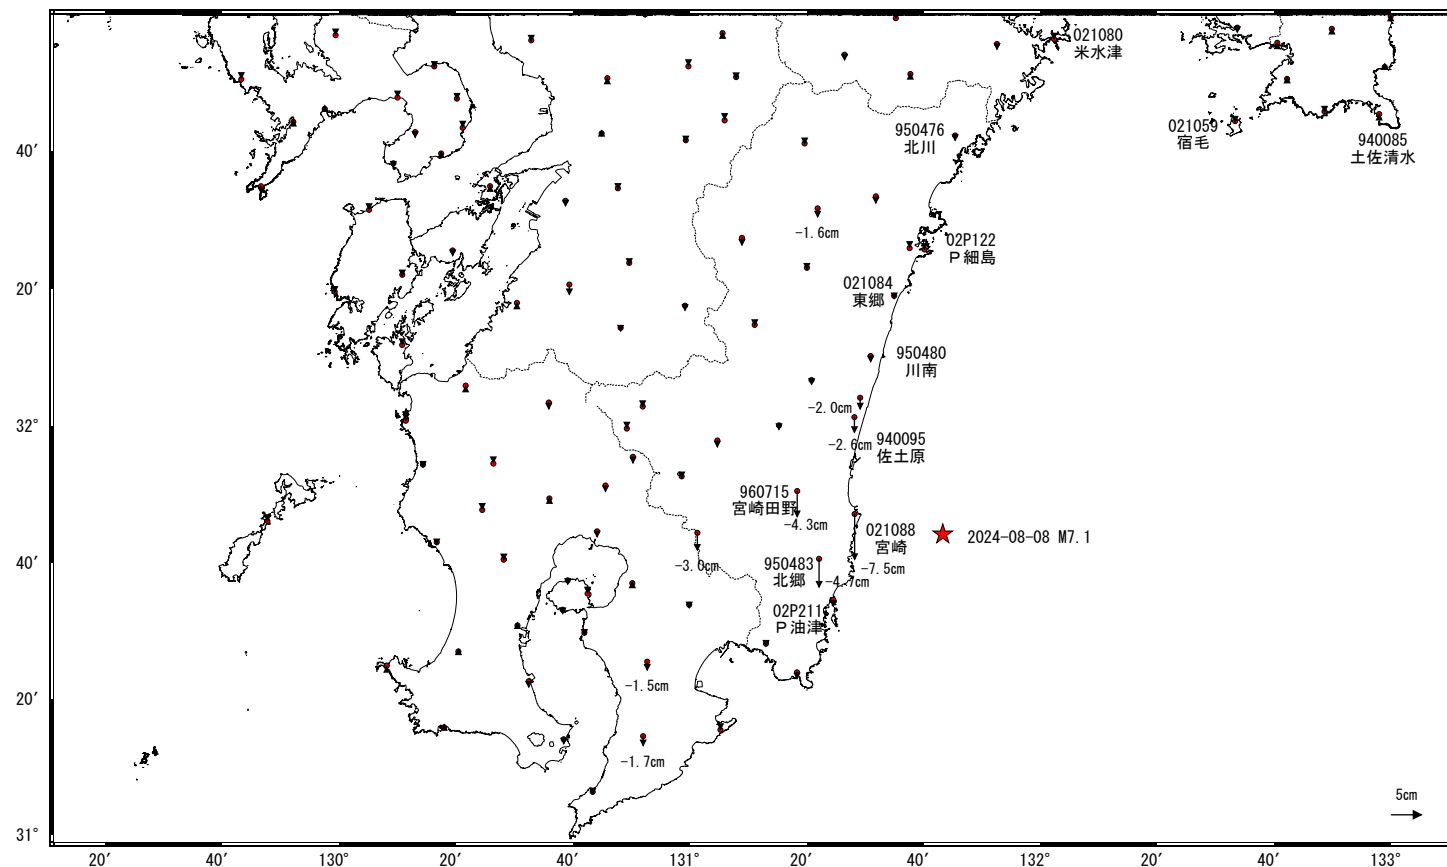 021080
米水津
021059
宿毛
940085
土佐清水
950476
北川
40′
-1.6cm
02P122
P細島
021084
東郷
20′
950480
川南
-2.0cm
32°
-2.6cm
940095
佐土原
960715
宮崎田野
-4.3cm
021088
宮崎
2024-08-08 M7.1
-3.0cm
950483
北郷
-4.7cm
-7.5cm
40′
02P211
P油津
-1.5cm
20′
-1.7cm
5cm
31°
20′ 40′ 130° 20′ 40′ 131° 20′ 40′ 132° 20′ 40′ 133°